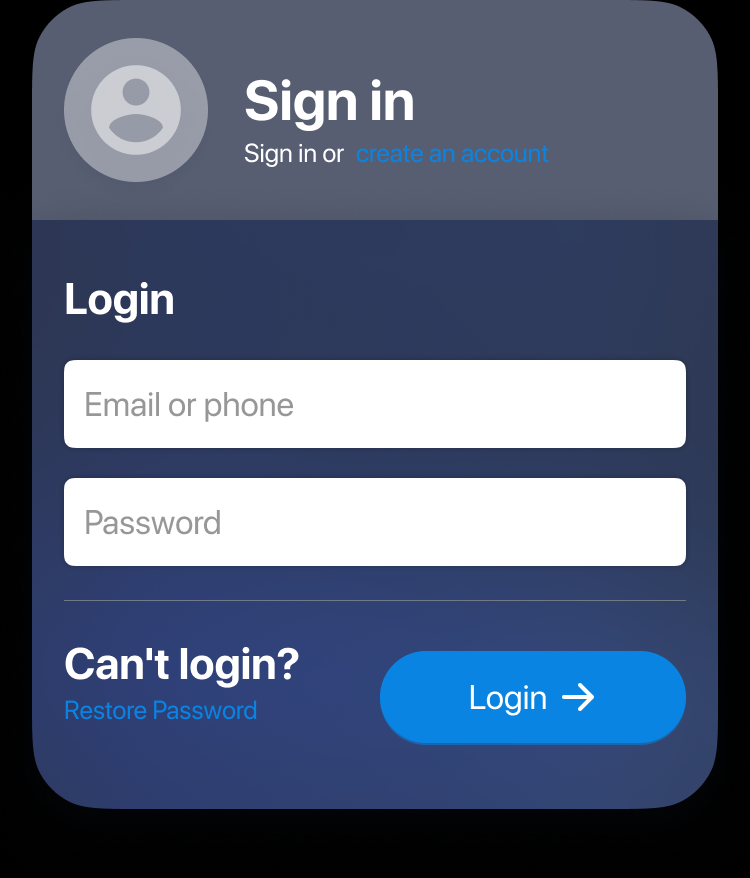 Sign in
Sign in or create an account
Login
Email or phone
Password
Can't login?
Restore Password
Login